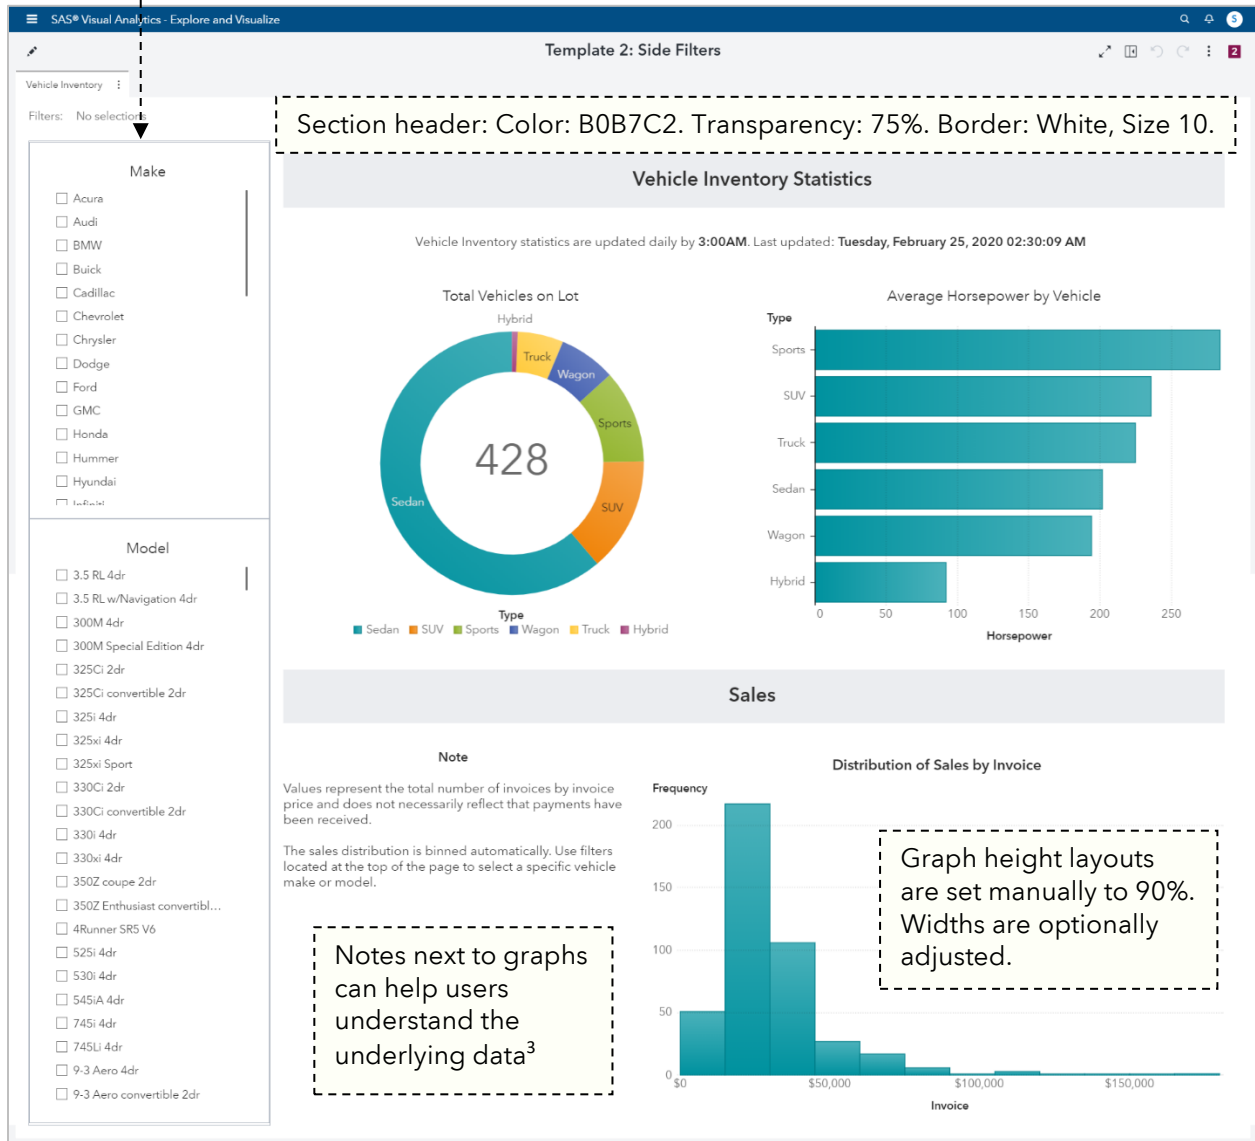 SAS® Visual Analytics - Explore and Visualize
S
Template 2: Side Filters
2
Vehicle Inventory
Filters: No selections
Section header: Color: B0B7C2. Transparency: 75%. Border: White, Size 10.
Make
Acura
Audi
BMW
Buick
Cadillac
Chevrolet
Chrysler
Dodge
Ford
GMC
Honda
Hummer
Hyundai
Infiniti
Model
3.5 RL 4dr
3.5 RL w/Navigation 4dr
300M 4dr
300M Special Edition 4dr
325Ci 2dr
325Ci convertible 2dr
325i 4dr
325xi 4dr
325xi Sport
330Ci 2dr
330Ci convertible 2dr
330i 4dr
330xi 4dr
350Z coupe 2dr
350Z Enthusiast convertibl...
4Runner SR5 V6
525i 4dr
530i 4dr
545iA 4dr
745i 4dr
745Li 4dr
9-3 Aero 4dr
9-3 Aero convertible 2dr
Vehicle Inventory Statistics
Vehicle Inventory statistics are updated daily by 3:00AM. Last updated: Tuesday, February 25, 2020 02:30:09 AM
Total Vehicles on Lot
Hybrid
Truck
Wagon
Sports
SUV
Sedan
428
Type
Sedan SUV Sports Wagon Truck Hybrid
Average Horsepower by Vehicle
Type
Sports
SUV
Truck
Sedan
Wagon
Hybrid
0 50 100 150 200 250
Horsepower
Sales
Note
Values represent the total number of invoices by invoice
price and does not necessarily reflect that payments have
been received.
The sales distribution is binned automatically. Use filters
located at the top of the page to select a specific vehicle
make or model.
Notes next to graphs
can help users
understand the
underlying data³
Distribution of Sales by Invoice
Frequency
200
150
100
50
0
$0 $50,000 $100,000 $150,000
Invoice
Graph height layouts
are set manually to 90%.
Widths are optionally
adjusted.